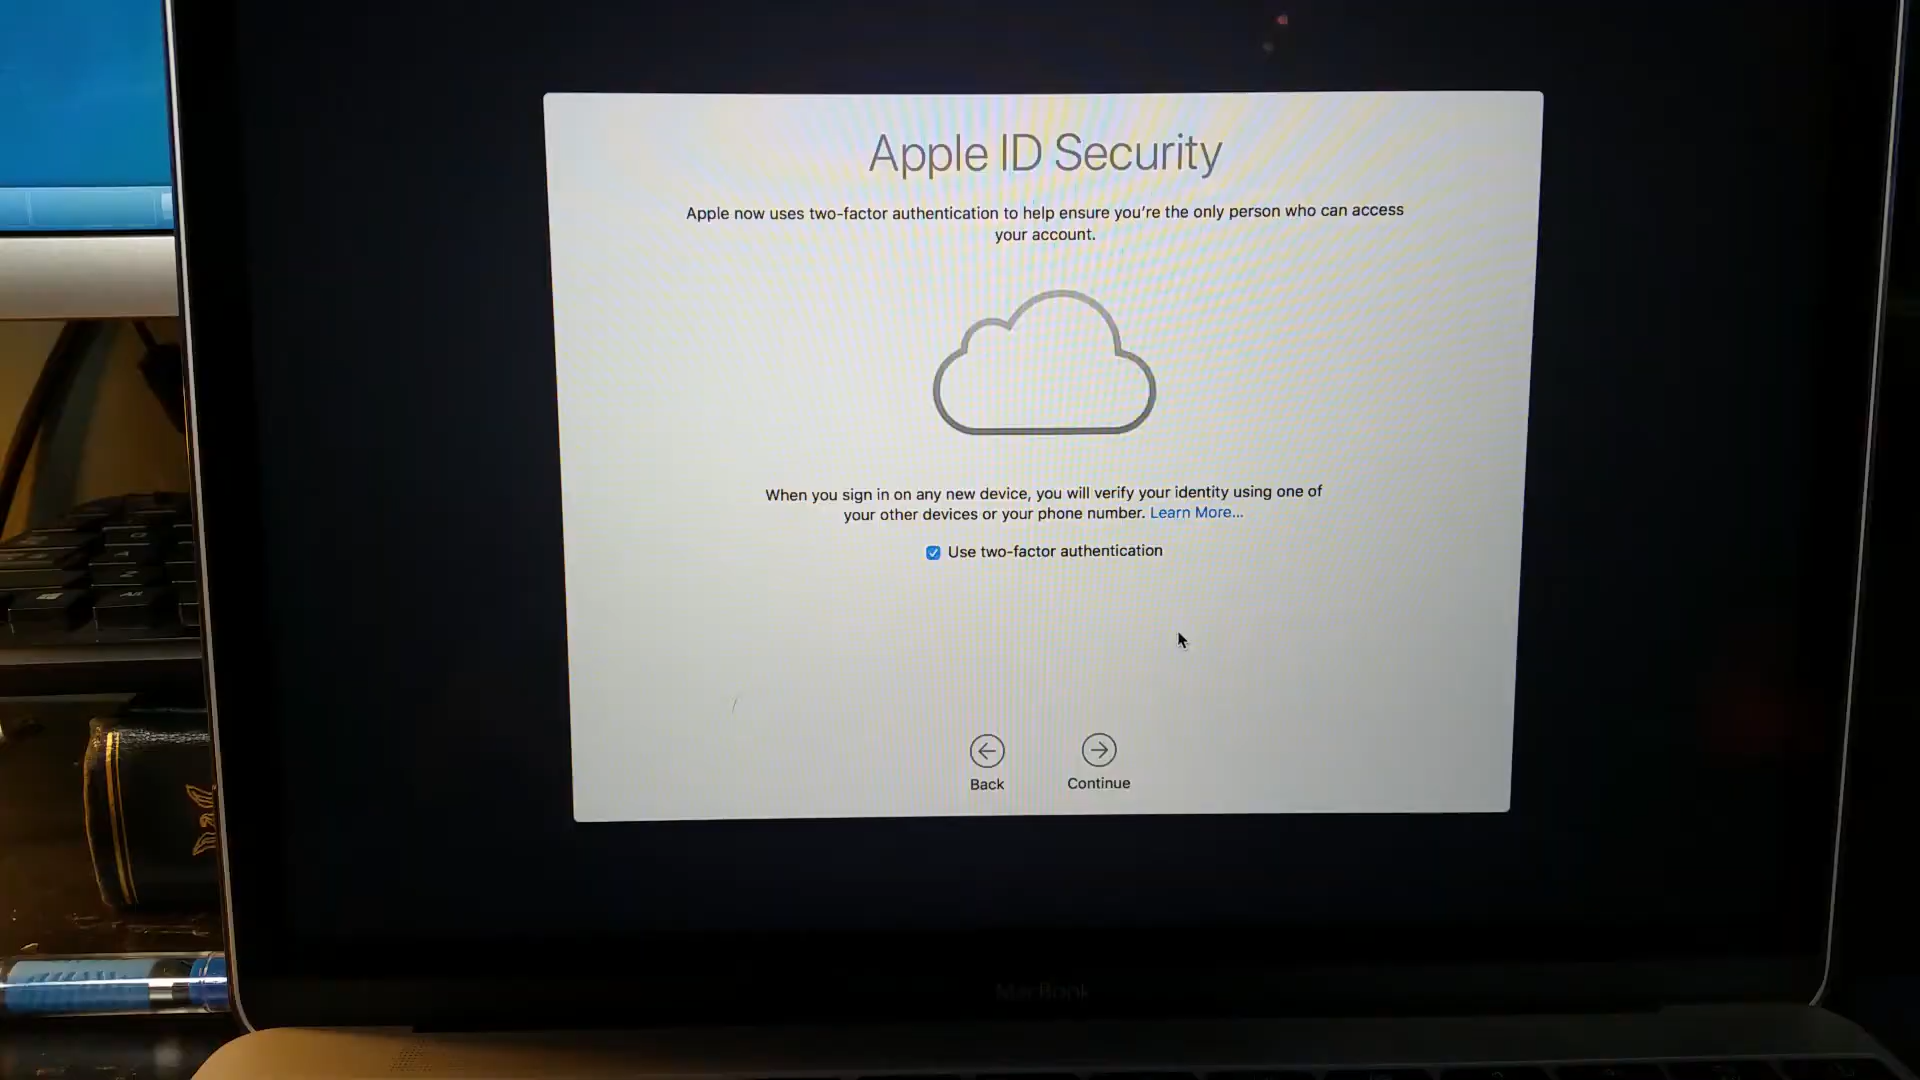 Apple ID Security
Apple now uses two-factor authentication to help ensure you're the only person who can access
your account.
When you sign in on any new device, you will verify your identity using one of
your other devices or your phone number. Learn More...
Use two-factor authentication
Back
Continue
MacBook